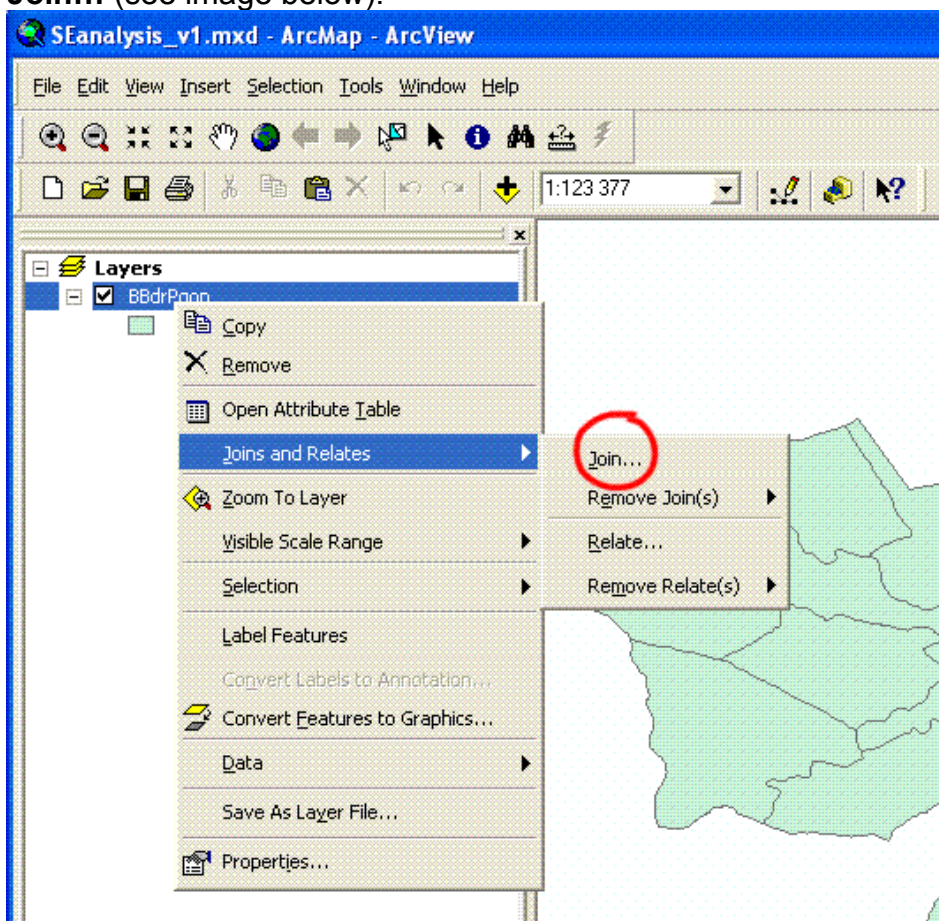 Join... (see image below).
SEanalysis_v1.mxd - ArcMap - ArcView
File Edit View Insert Selection Tools Window Help
1:123 377
Layers
BBdrPgon
Copy
Remove
Open Attribute Table
Joins and Relates
Join...
Zoom To Layer
Remove Join(s)
Visible Scale Range
Relate...
Selection
Remove Relate(s)
Label Features
Convert Labels to Annotation...
Convert Features to Graphics...
Data
Save As Layer File...
Properties...